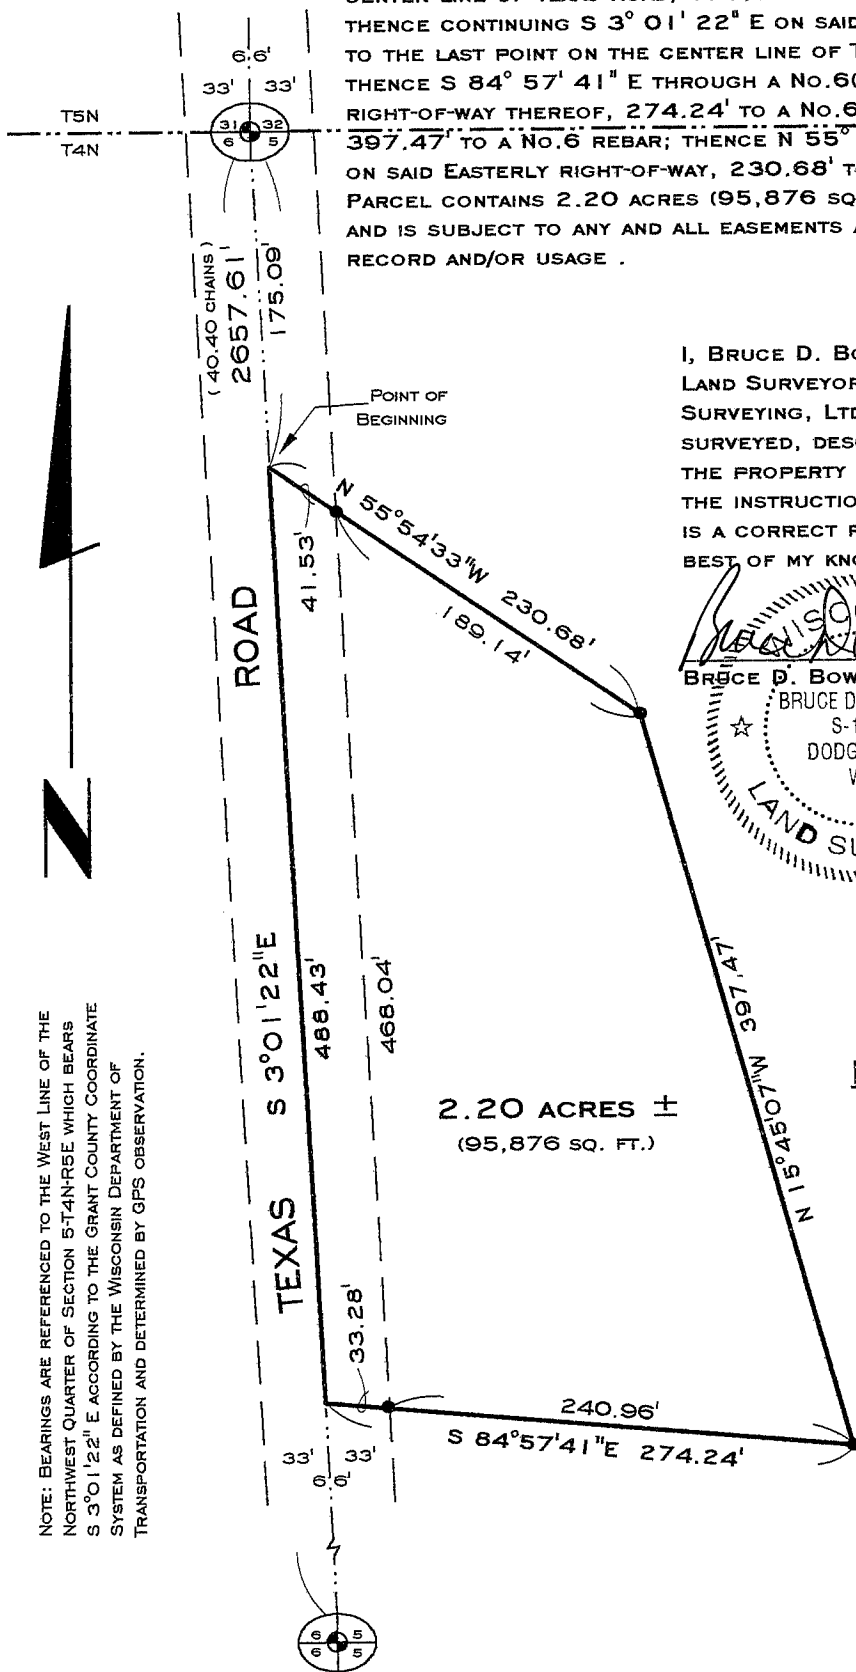 THENCE CONTINUING S 3° 01' 22" E ON SAID
TO THE LAST POINT ON THE CENTER LINE OF
THENCE S 84° 57' 41" E THROUGH A NO.6
RIGHT-OF-WAY THEREOF, 274.24' TO A NO.6
397.47' TO A NO.6 REBAR; THENCE N 55°
ON SAID EASTERLY RIGHT-OF-WAY, 230.68'
PARCEL CONTAINS 2.20 ACRES (95,876 SQ
AND IS SUBJECT TO ANY AND ALL EASEMENTS
RECORD AND/OR USAGE .
66'
33' 33'
T5N
T4N
31 32
6 5
(40.40 CHAINS)
2657.61'
175.09'
POINT OF
BEGINNING
I, BRUCE D. BO
LAND SURVEYOR
SURVEYING, LTD
SURVEYED, DES
THE PROPERTY
THE INSTRUCTIO
IS A CORRECT
BEST OF MY KNO
BRUCE D. BOW
BRUCE D
S-1
DODG
W
LAND SU
N 55°54'33"W 230.68'
189.14'
41.53'
TEXAS ROAD
S 3°01'22"E
488.43'
468.04'
N
N 15°45'07"W 397.47'
2.20 ACRES ±
(95,876 SQ. FT.)
33.28'
240.96'
S 84°57'41"E 274.24'
33' 33'
66'
6 5
6 5
NOTE: BEARINGS ARE REFERENCED TO THE WEST LINE OF THE
NORTHWEST QUARTER OF SECTION 5-T4N-R5E WHICH BEARS
S 3°01'22" E ACCORDING TO THE GRANT COUNTY COORDINATE
SYSTEM AS DEFINED BY THE WISCONSIN DEPARTMENT OF
TRANSPORTATION AND DETERMINED BY GPS OBSERVATION.